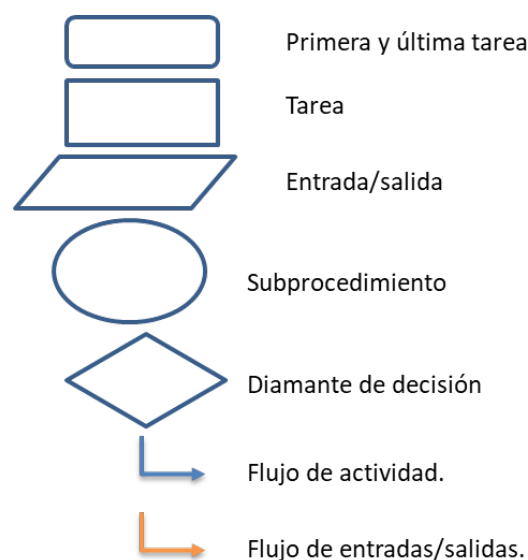 Primera y última tarea
Tarea
Entrada/salida
Subprocedimiento
Diamante de decisión
Flujo de actividad.
Flujo de entradas/salidas.